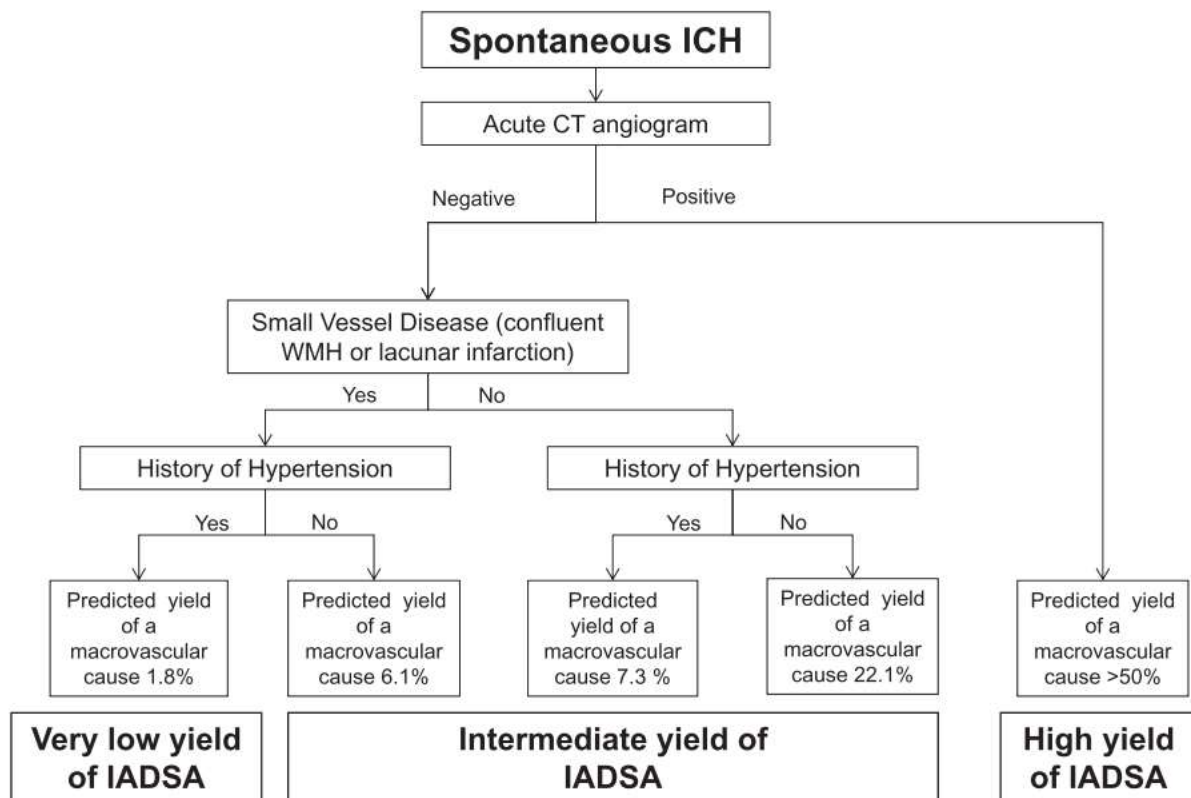 Spontaneous ICH
Acute CT angiogram
Negative
Positive
Small Vessel Disease (confluent
WMH or lacunar infarction)
Yes
No
History of Hypertension
History of Hypertension
Yes
No
Yes
No
Predicted yield
of a
macrovascular
cause 1.8%
Predicted yield
of a
macrovascular
cause 6.1%
Predicted
yield of a
macrovascular
cause 7.3 %
Predicted yield
of a
macrovascular
cause 22.1%
Predicted yield
of a
macrovascular
cause >50%
Very low yield
of IADSA
Intermediate yield of
IADSA
High yield
of IADSA